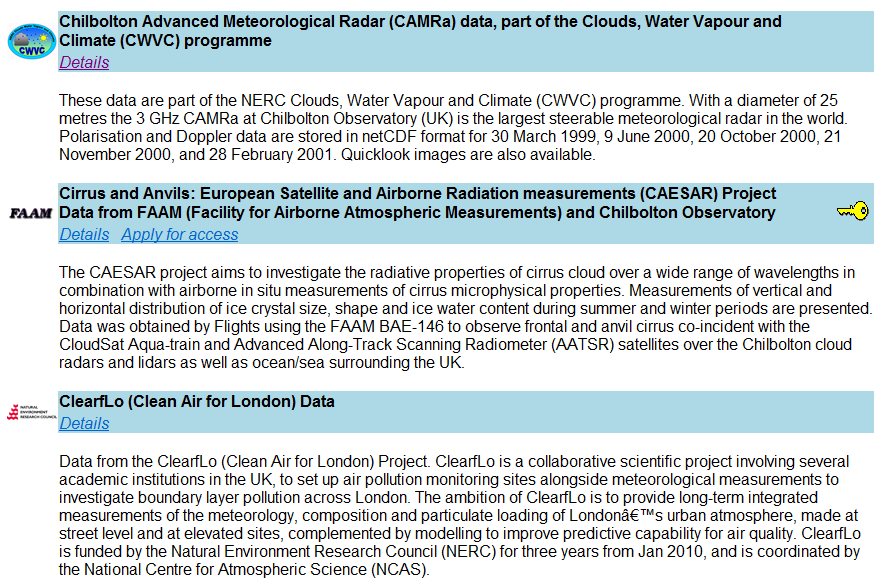 Chilbolton Advanced Meteorological Radar (CAMRa) data, part of the Clouds, Water Vapour and
Climate (CWVC) programme
CWVC
Details
These data are part of the NERC Clouds, Water Vapour and Climate (CWVC) programme. With a diameter of 25
metres the 3 GHz CAMRa at Chilbolton Observatory (UK) is the largest steerable meteorological radar in the world.
Polarisation and Doppler data are stored in netCDF format for 30 March 1999, 9 June 2000, 20 October 2000, 21
November 2000, and 28 February 2001. Quicklook images are also available.
Cirrus and Anvils: European Satellite and Airborne Radiation measurements (CAESAR) Project
FAAM Data from FAAM (Facility for Airborne Atmospheric Measurements) and Chilbolton Observatory
Details Apply for access
The CAESAR project aims to investigate the radiative properties of cirrus cloud over a wide range of wavelengths in
combination with airborne in situ measurements of cirrus microphysical properties. Measurements of vertical and
horizontal distribution of ice crystal size, shape and ice water content during summer and winter periods are presented.
Data was obtained by Flights using the FAAM BAE-146 to observe frontal and anvil cirrus co-incident with the
CloudSat Aqua-train and Advanced Along-Track Scanning Radiometer (AATSR) satellites over the Chilbolton cloud
radars and lidars as well as ocean/sea surrounding the UK.
ClearfLo (Clean Air for London) Data
NATURAL
ENVIRONMENT
RESEARCH COUNCIL
Details
Data from the ClearfLo (Clean Air for London) Project. ClearfLo is a collaborative scientific project involving several
academic institutions in the UK, to set up air pollution monitoring sites alongside meteorological measurements to
investigate boundary layer pollution across London. The ambition of ClearfLo is to provide long-term integrated
measurements of the meteorology, composition and particulate loading of Londonâ€™s urban atmosphere, made at
street level and at elevated sites, complemented by modelling to improve predictive capability for air quality. ClearfLo
is funded by the Natural Environment Research Council (NERC) for three years from Jan 2010, and is coordinated by
the National Centre for Atmospheric Science (NCAS).